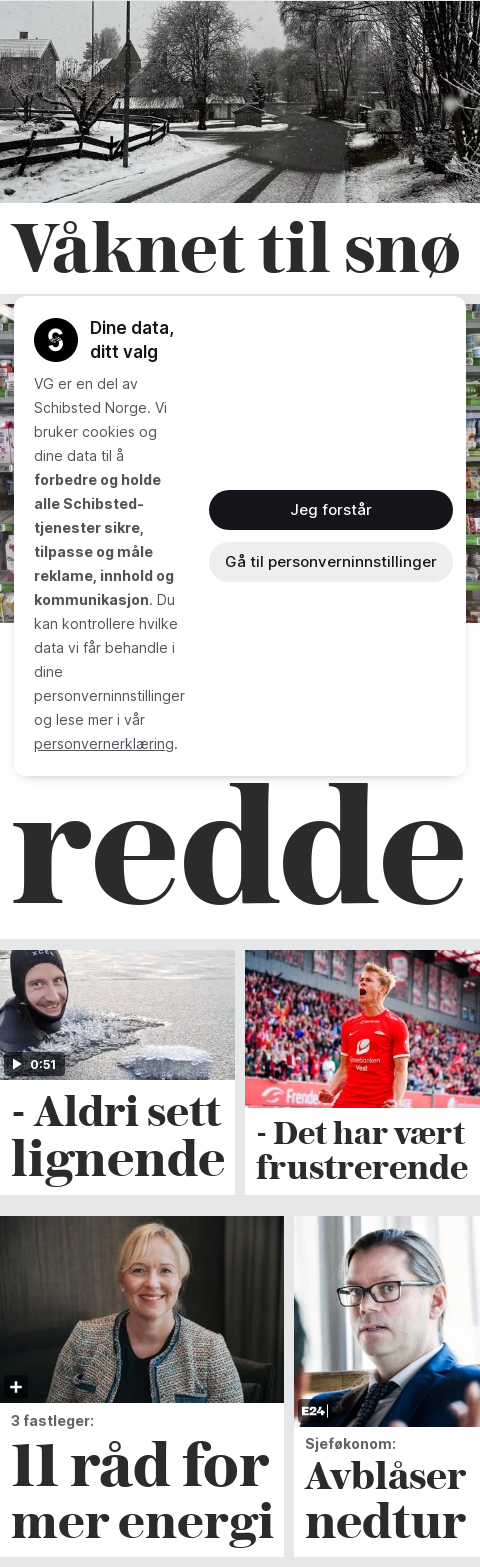 Våknet til snø
Dine data,
ditt valg
VG er en del av
Schibsted Norge. Vi
bruker cookies og
dine data til å
forbedre og holde
alle Schibsted-
tjenester sikre,
tilpasse og måle
reklame, innhold og
kommunikasjon. Du
kan kontrollere hvilke
data vi får behandle i
dine
personverninnstillinger
og lese mer i vår
personvernerklæring.
Jeg forstår
Gå til personverninnstillinger
redde
XCEL
0:51
- Aldri sett
lignende
Sparebanken
Vest
Frende
- Det har vært
frustrerende
3 fastleger:
11 råd for
mer energi
E24
Sjeføkonom:
Avblåser
nedtur